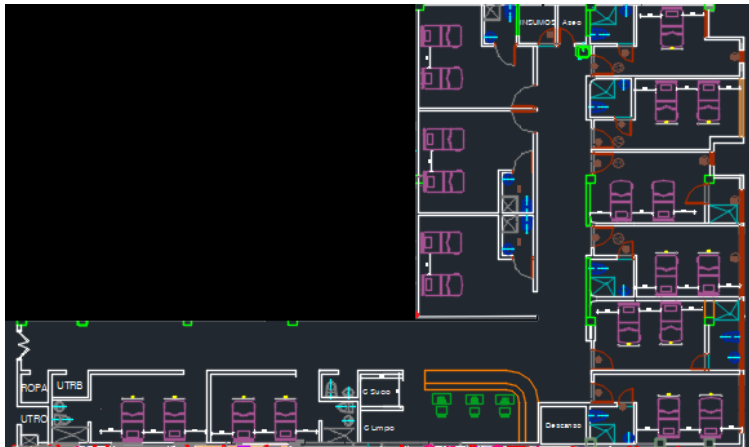 INSUMOS
Aseo
ROPA
UTRB
UTRO
C Sucio
C Limpio
Descanso